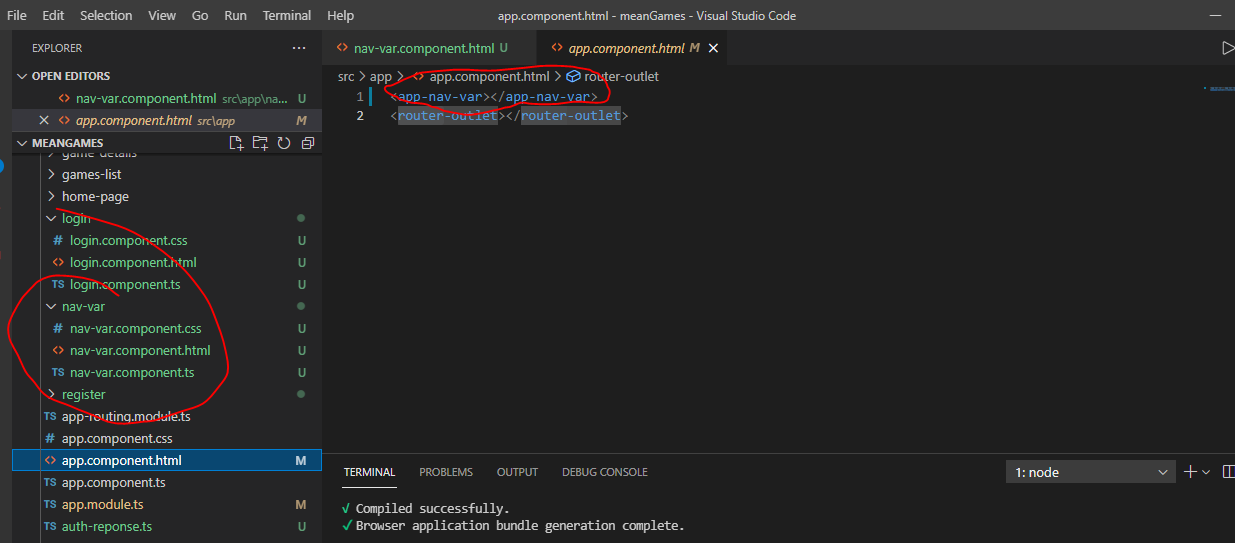 File Edit Selection View Go Run Terminal Help app.component.html - meanGames - Visual Studio Code
EXPLORER ···
OPEN EDITORS
<> nav-var.component.html src\app\na... U
<> app.component.html src\app M
MEANGAMES
game-details
games-list
home-page
login
# login.component.css U
<> login.component.html U
TS login.component.ts U
nav-var
# nav-var.component.css U
<> nav-var.component.html U
TS nav-var.component.ts U
register
TS app-routing.module.ts
# app.component.css
<> app.component.html M
TS app.component.ts
TS app.module.ts M
TS auth-reponse.ts U
<> nav-var.component.html U <> app.component.html M
src > app > <> app.component.html > router-outlet
1 <app-nav-var></app-nav-var>
2 <router-outlet></router-outlet>
TERMINAL PROBLEMS OUTPUT DEBUG CONSOLE 1: node
√ Compiled successfully.
✓ Browser application bundle generation complete.